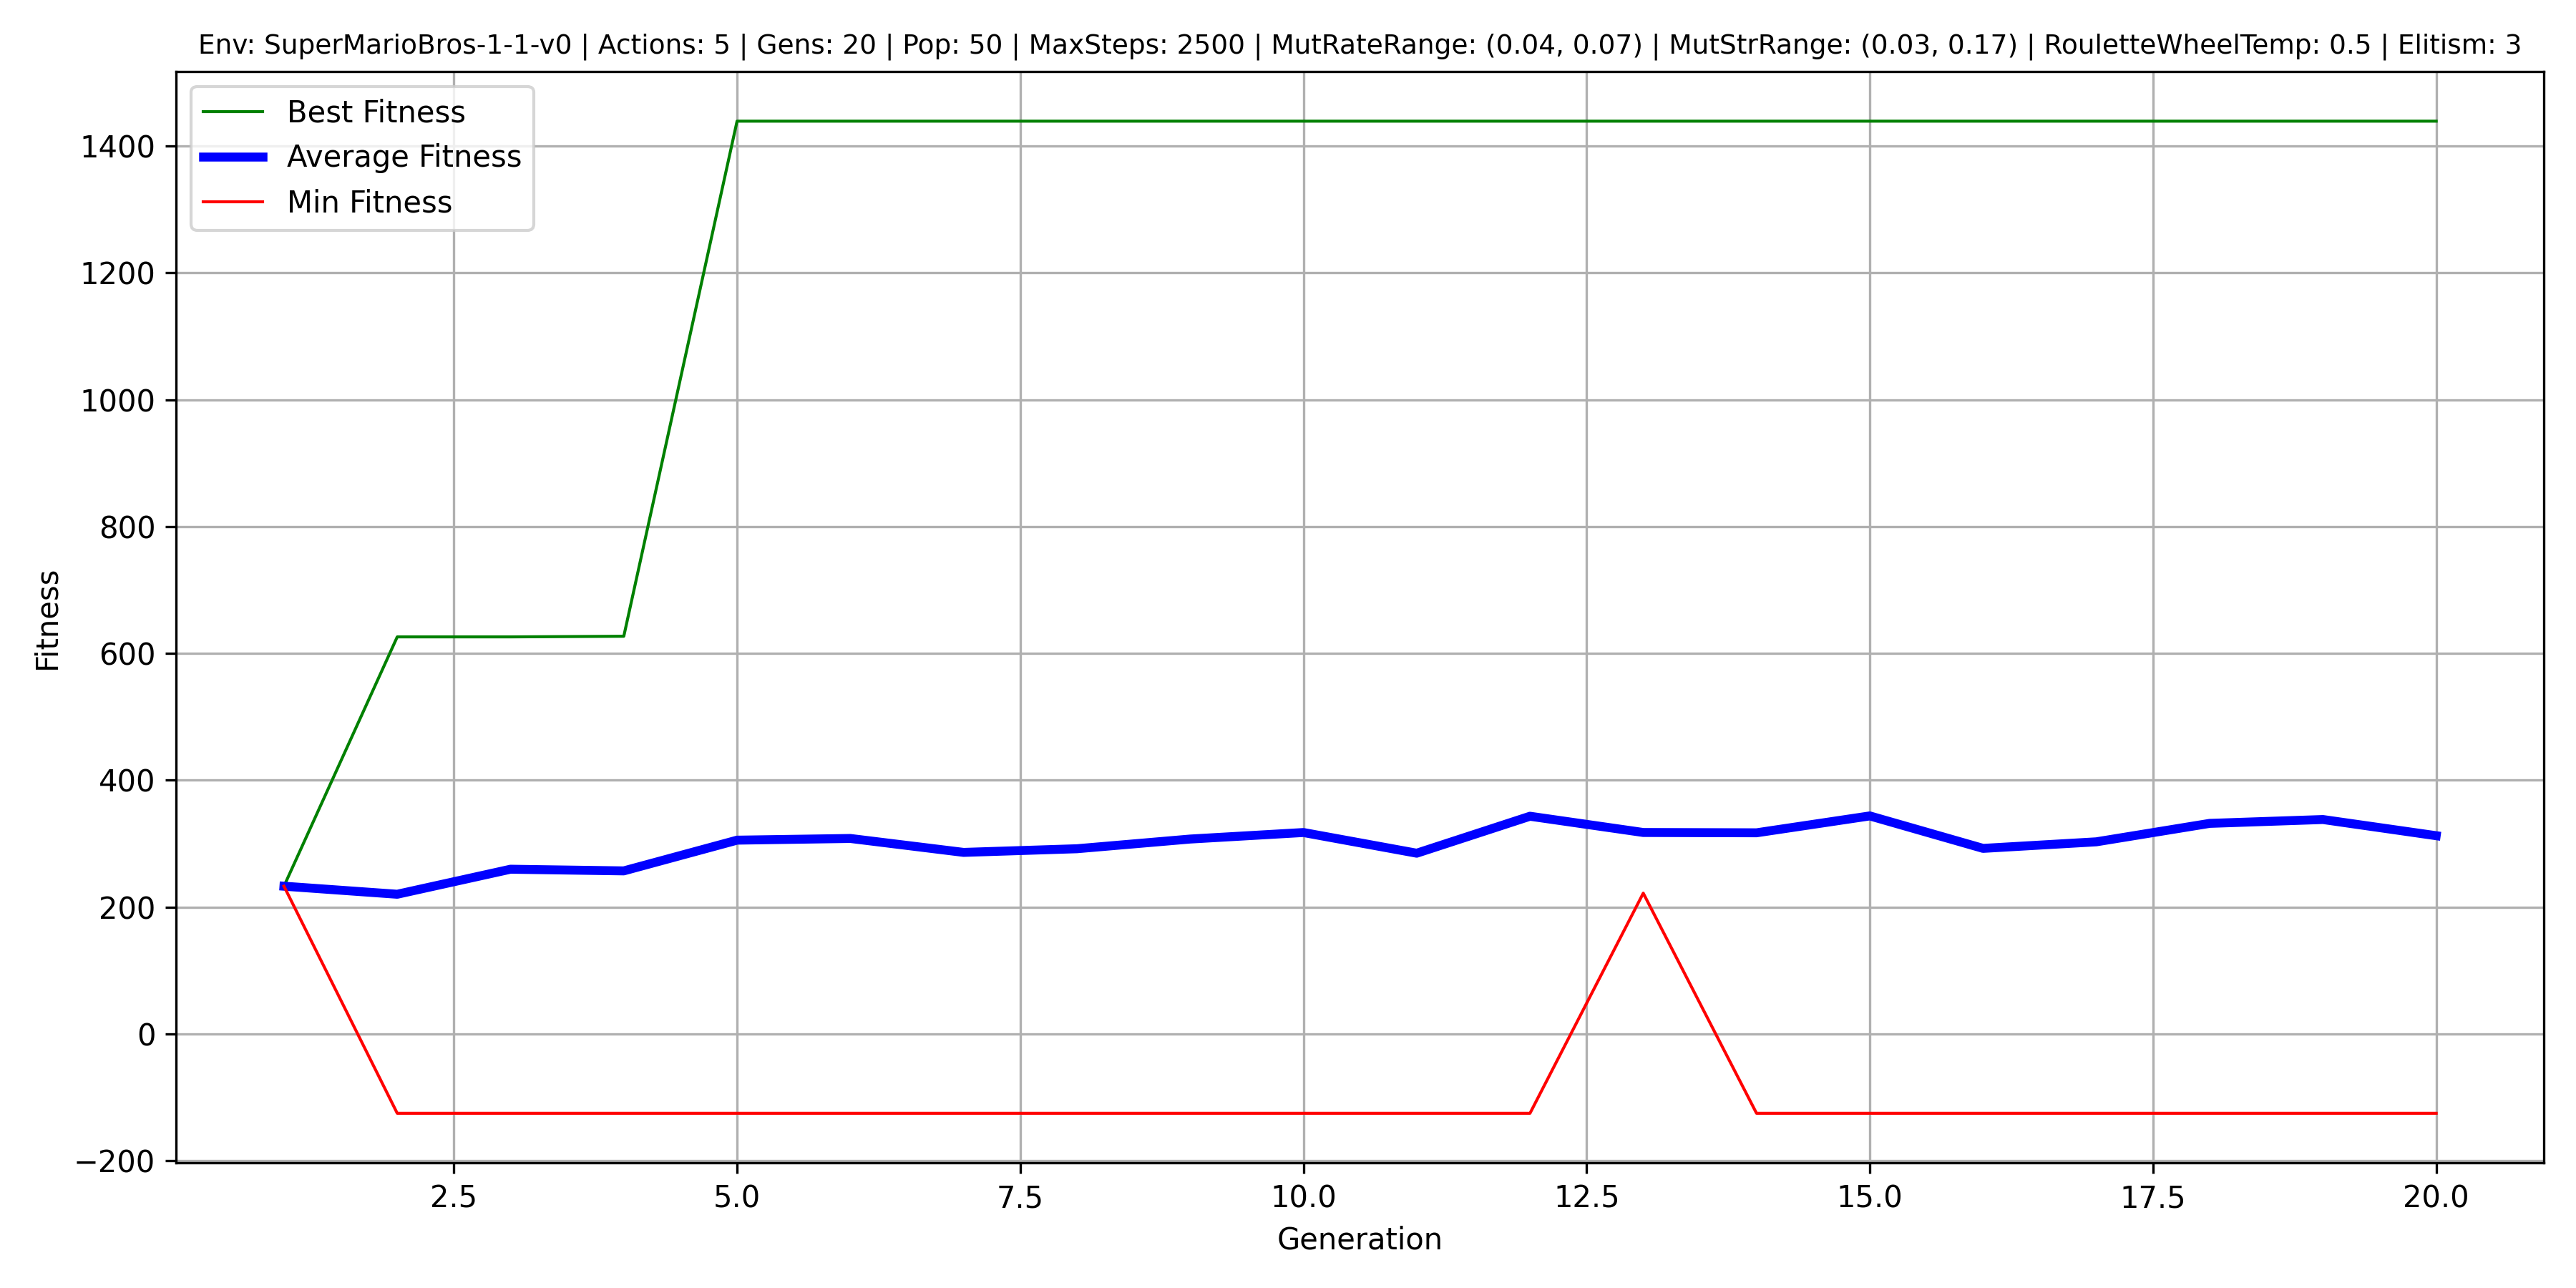 Env: SuperMarioBros-1-1-v0 | Actions: 5 | Gens: 20 | Pop: 50 | MaxSteps: 2500 | MutRateRange: (0.04, 0.07) | MutStrRange: (0.03, 0.17) | RouletteWheelTemp: 0.5 | Elitism: 3
Best Fitness
Average Fitness
Min Fitness
1400
1200
1000
800
600
400
200
0
−200
Fitness
2.5 5.0 7.5 10.0 12.5 15.0 17.5 20.0
Generation